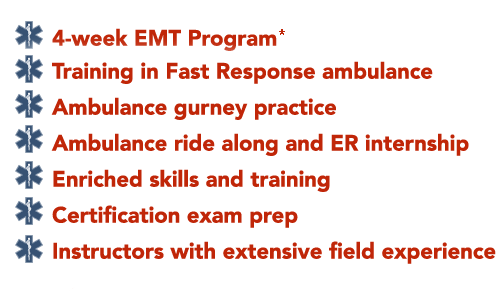 4-week EMT Program*
Training in Fast Response ambulance
Ambulance gurney practice
Ambulance ride along and ER internship
Enriched skills and training
Certification exam prep
Instructors with extensive field experience